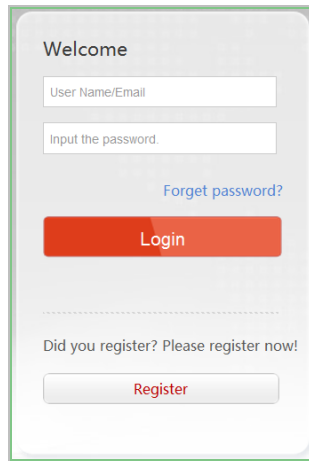 Welcome
User Name/Email
Input the password.
Forget password?
Login
Did you register? Please register now!
Register